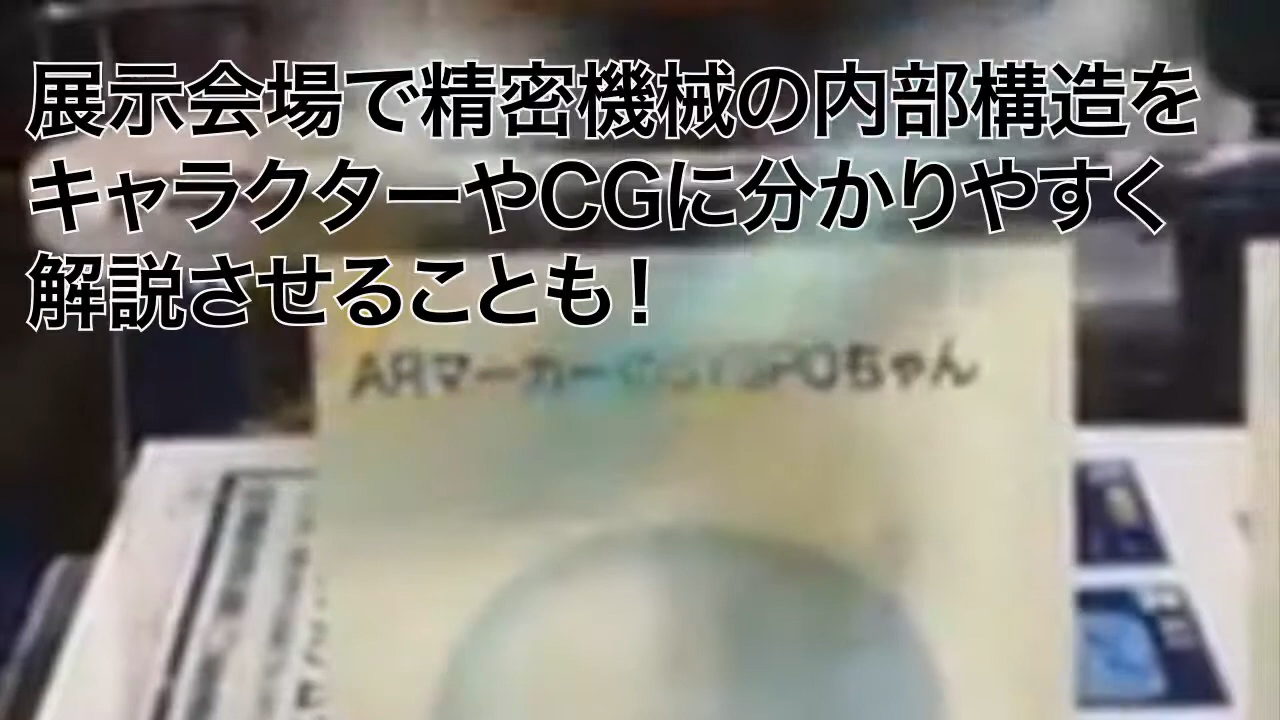 展示会場で精密機械の内部構造を
キャラクターやCGに分かりやすく
解説させることも！
ARマーカー
ちゃん